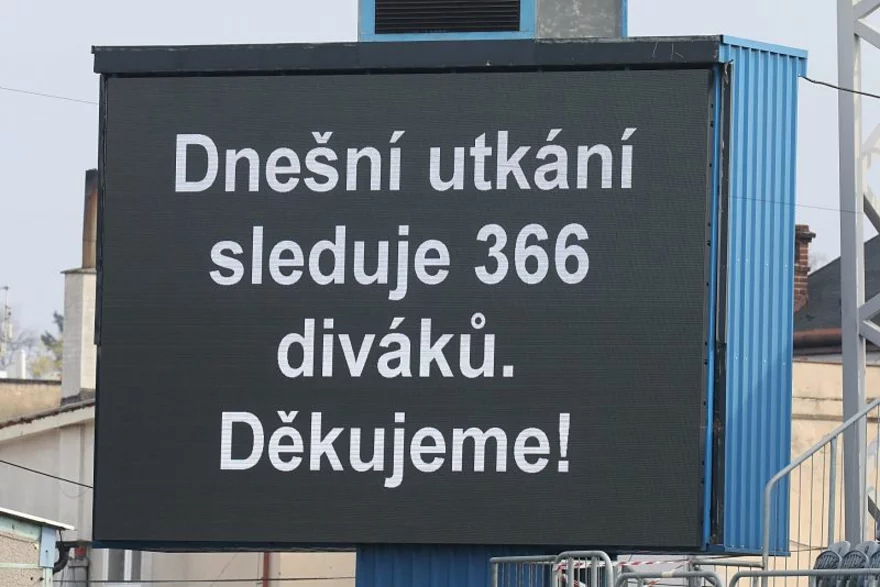 Dnešní utkání
sleduje 366
diváků.
Děkujeme!